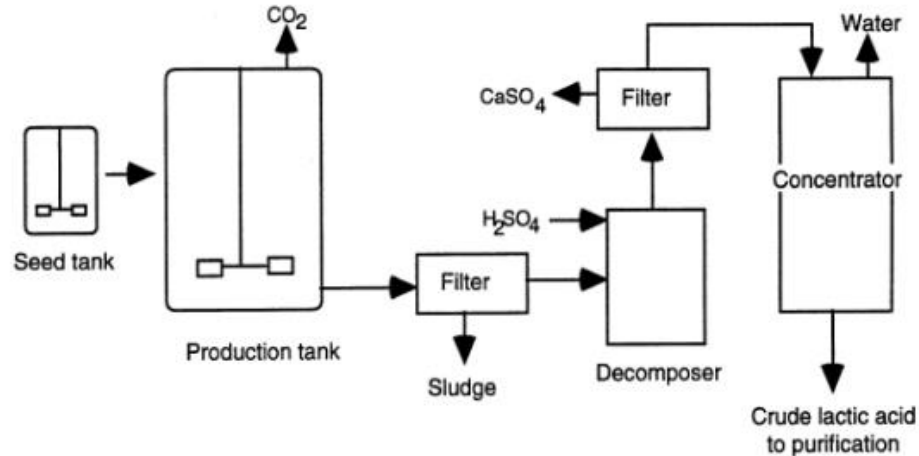 CO2
Water
CaSO4
Filter
Concentrator
H2SO4
Seed tank
Filter
Production tank
Sludge
Decomposer
Crude lactic acid
to purification